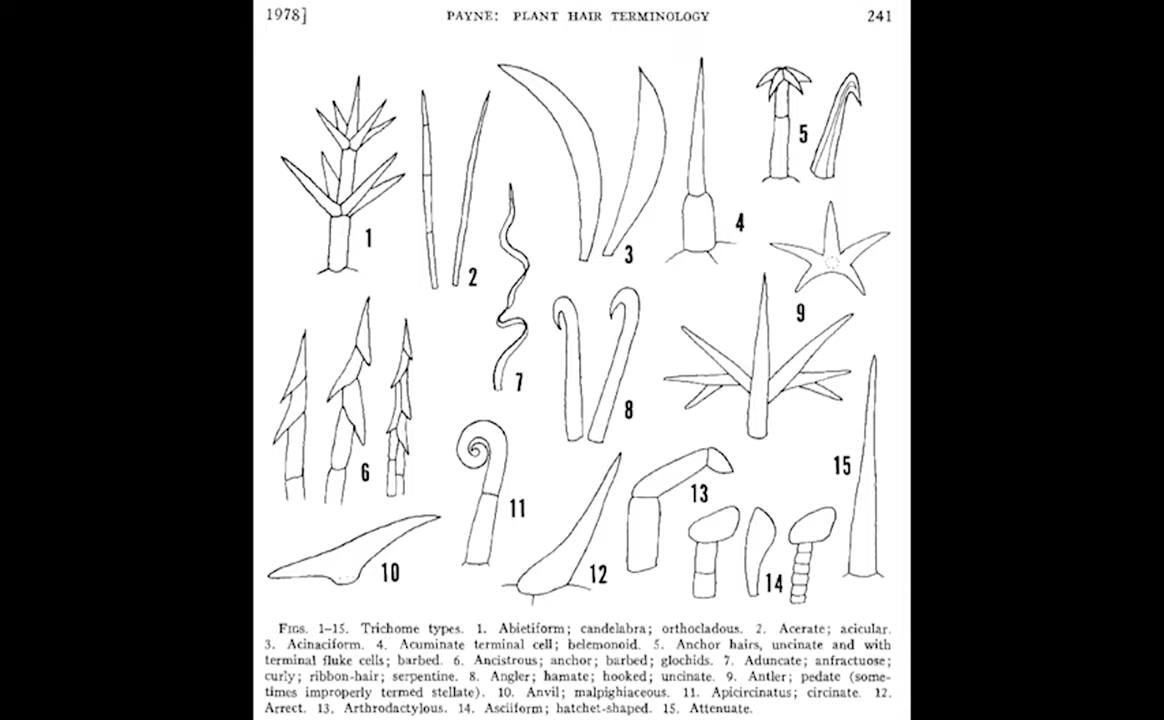 1978] PAYNE: PLANT HAIR TERMINOLOGY 241
1
2
3
4
5
9
7
8
6
15
11
13
10
12
14
FIGS. 1–15. Trichome types. 1. Abietiform; candelabra; orthocladous. 2. Acerate; acicular.
3. Acinaciform. 4. Acuminate terminal cell; belemonoid. 5. Anchor hairs, uncinate and with
terminal fluke cells; barbed. 6. Ancistrous; anchor; barbed; glochids. 7. Aduncate; anfractuose;
curly; ribbon-hair; serpentine. 8. Angler; hamate; hooked; uncinate. 9. Antler; pedate (some-
times improperly termed stellate). 10. Anvil; malpighiaceous. 11. Apicircinatus; circinate. 12.
Arrect. 13. Arthrodactylous. 14. Asciiform; hatchet-shaped. 15. Attenuate.